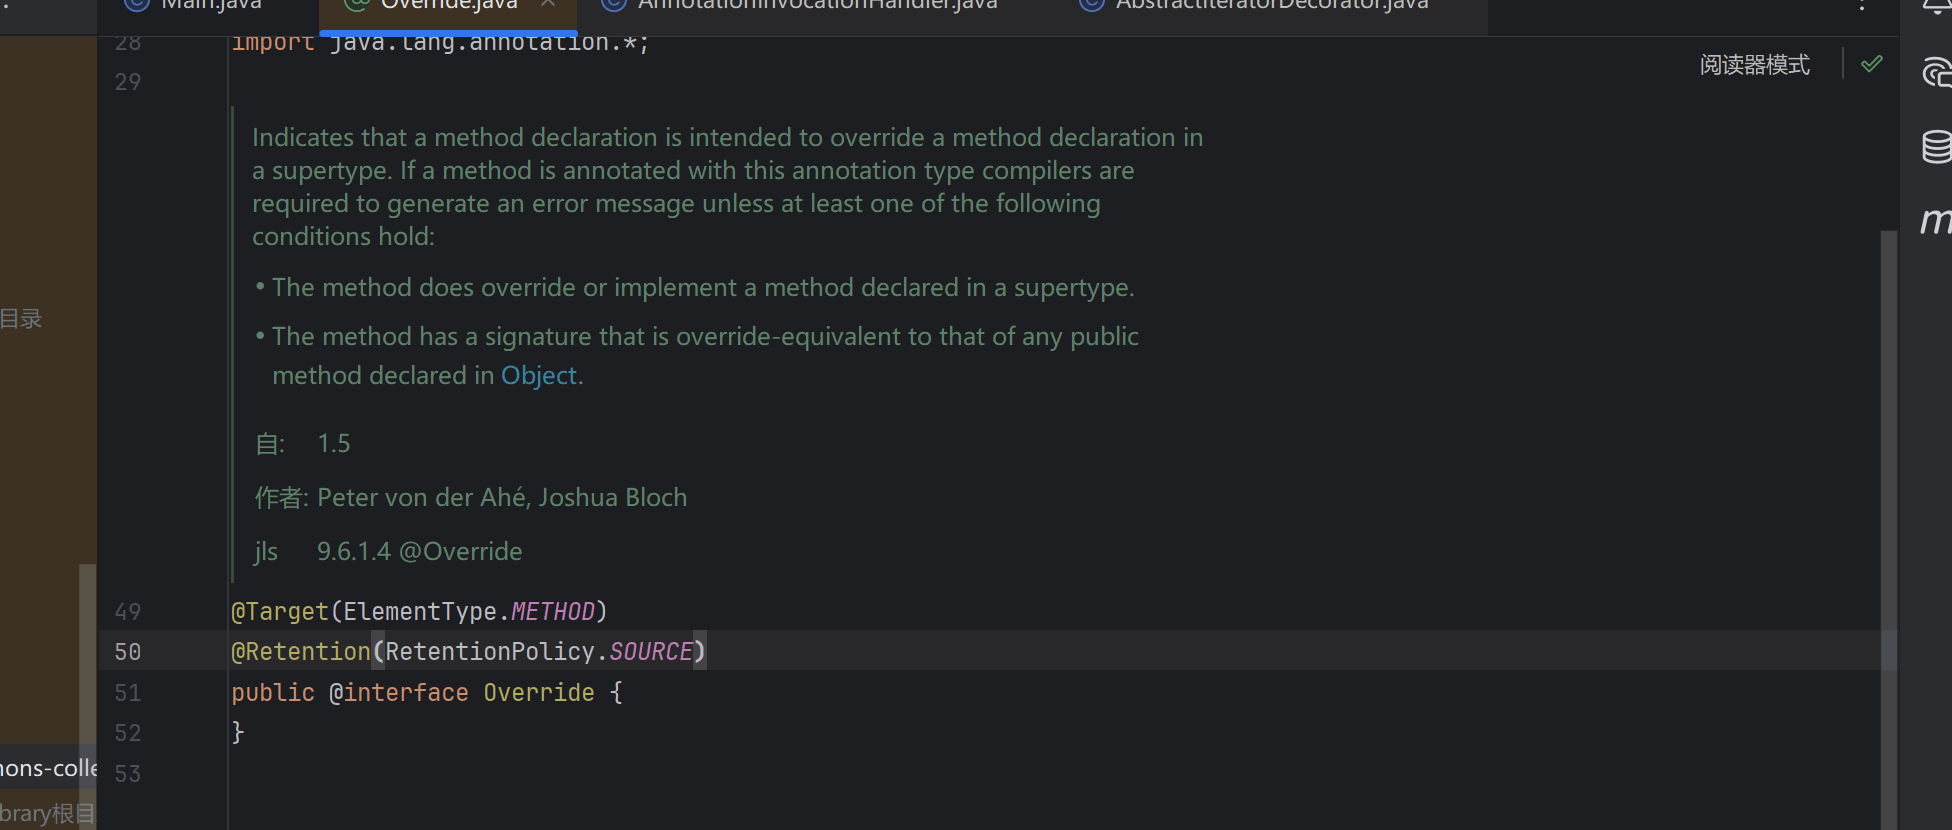 Main.java
Override.java
AnnotationInvocationHandler.java
AbstractIteratorDecorator.java
28 import java.lang.annotation.*;
29
阅读器模式
Indicates that a method declaration is intended to override a method declaration in
a supertype. If a method is annotated with this annotation type compilers are
required to generate an error message unless at least one of the following
conditions hold:
• The method does override or implement a method declared in a supertype.
• The method has a signature that is override-equivalent to that of any public
method declared in Object.
自: 1.5
作者: Peter von der Ahé, Joshua Bloch
jls 9.6.1.4 @Override
49 @Target(ElementType.METHOD)
50 @Retention(RetentionPolicy.SOURCE)
51 public @interface Override {
52 }
53
目录
nons-colle
brary根目
m